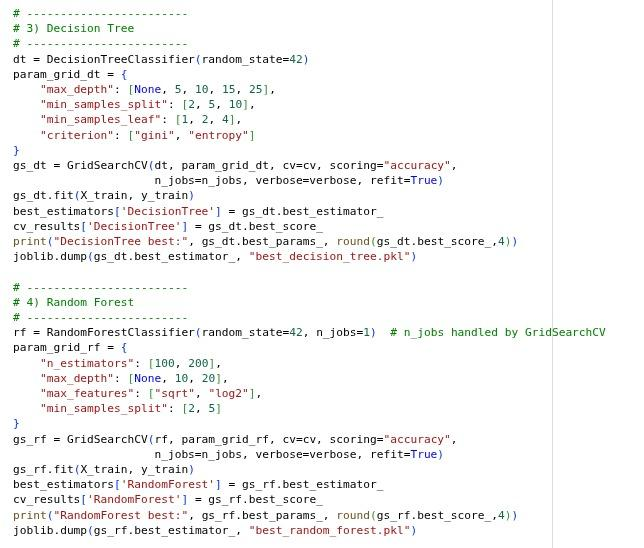 # ------------------------
# 3) Decision Tree
# ------------------------
dt = DecisionTreeClassifier(random_state=42)
param_grid_dt = {
    "max_depth": [None, 5, 10, 15, 25],
    "min_samples_split": [2, 5, 10],
    "min_samples_leaf": [1, 2, 4],
    "criterion": ["gini", "entropy"]
}
gs_dt = GridSearchCV(dt, param_grid_dt, cv=cv, scoring="accuracy",
                     n_jobs=n_jobs, verbose=verbose, refit=True)
gs_dt.fit(X_train, y_train)
best_estimators['DecisionTree'] = gs_dt.best_estimator_
cv_results['DecisionTree'] = gs_dt.best_score_
print("DecisionTree best:", gs_dt.best_params_, round(gs_dt.best_score_,4))
joblib.dump(gs_dt.best_estimator_, "best_decision_tree.pkl")

# ------------------------
# 4) Random Forest
# ------------------------
rf = RandomForestClassifier(random_state=42, n_jobs=1)  # n_jobs handled by GridSearchCV
param_grid_rf = {
    "n_estimators": [100, 200],
    "max_depth": [None, 10, 20],
    "max_features": ["sqrt", "log2"],
    "min_samples_split": [2, 5]
}
gs_rf = GridSearchCV(rf, param_grid_rf, cv=cv, scoring="accuracy",
                     n_jobs=n_jobs, verbose=verbose, refit=True)
gs_rf.fit(X_train, y_train)
best_estimators['RandomForest'] = gs_rf.best_estimator_
cv_results['RandomForest'] = gs_rf.best_score_
print("RandomForest best:", gs_rf.best_params_, round(gs_rf.best_score_,4))
joblib.dump(gs_rf.best_estimator_, "best_random_forest.pkl")